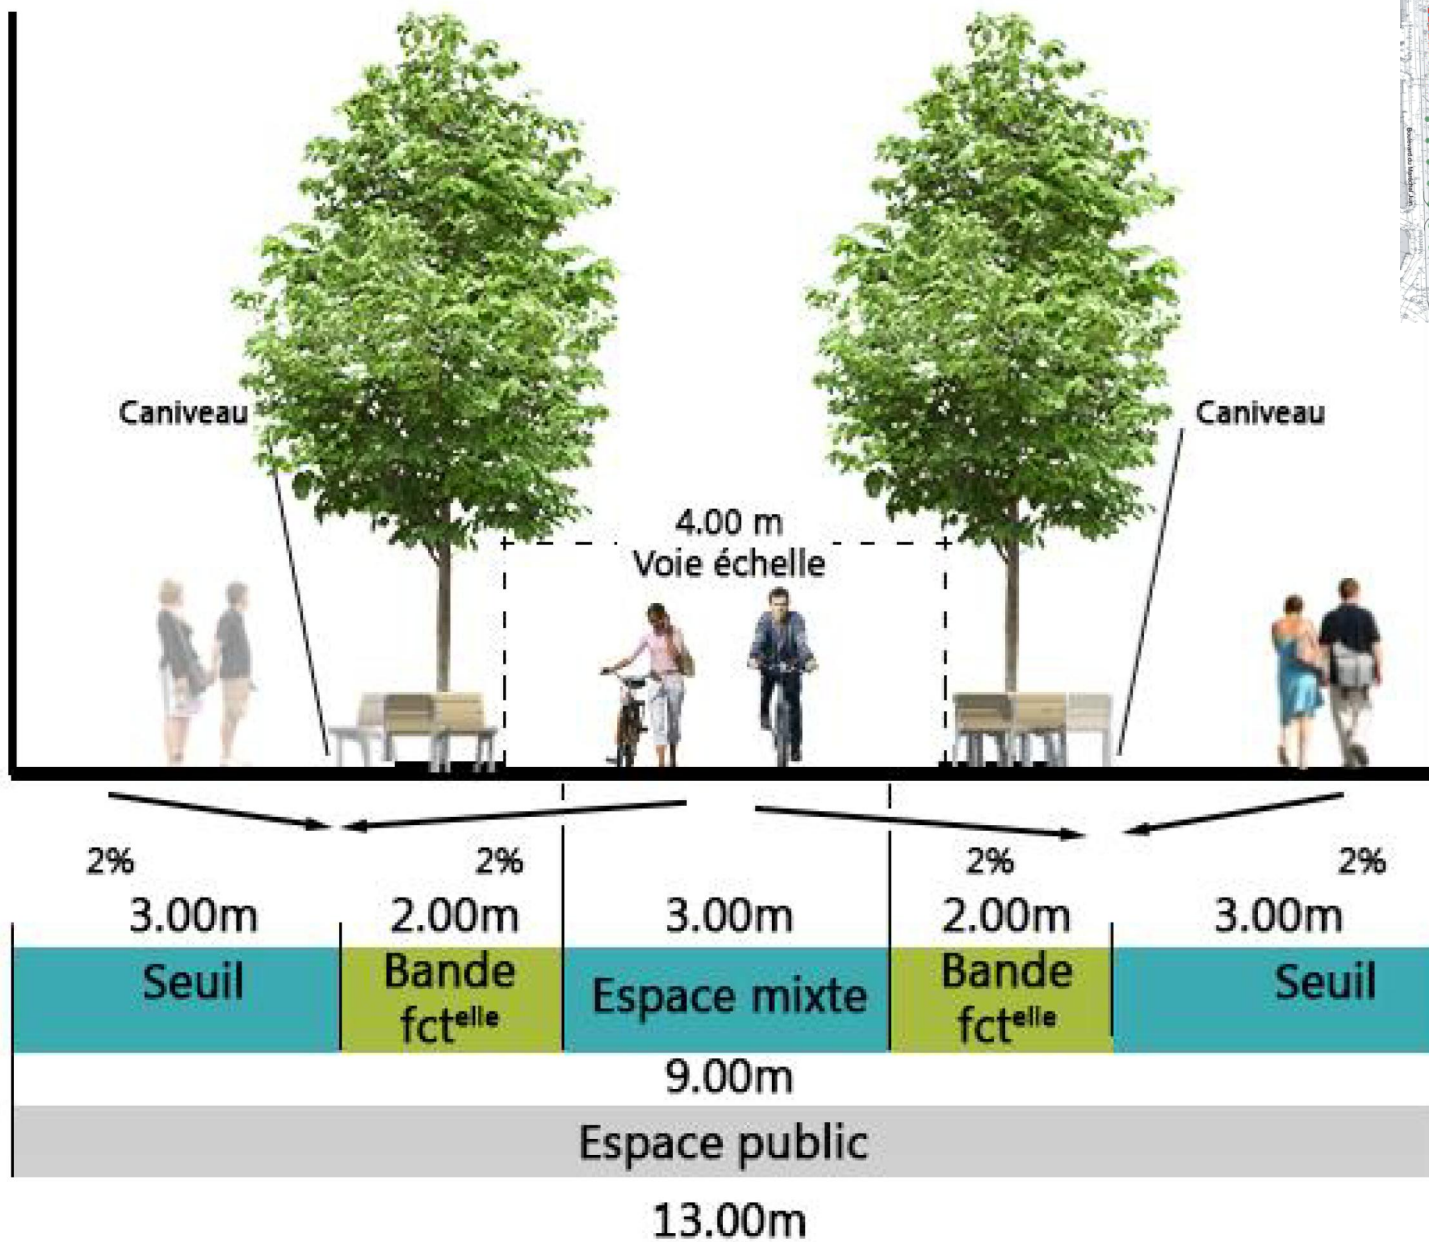 Caniveau
Caniveau
4.00 m
Voie échelle
2%
2%
2%
2%
3.00m
2.00m
3.00m
2.00m
3.00m
Seuil
Bande
fctelle
Espace mixte
Bande
fctelle
Seuil
9.00m
Espace public
13.00m